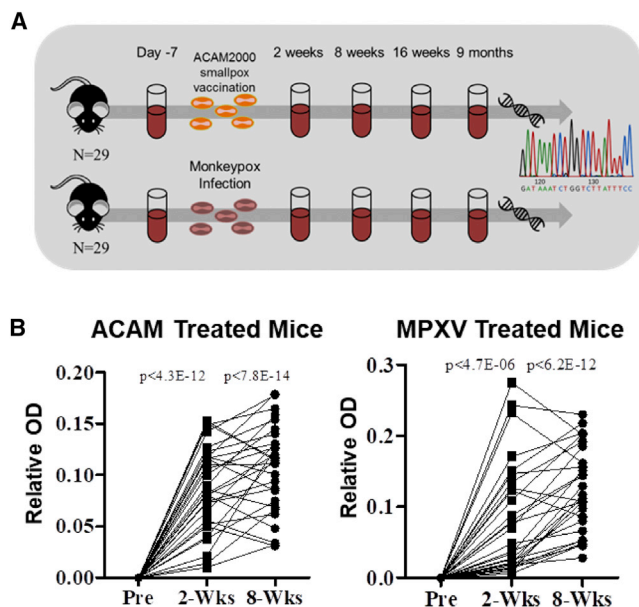 A
Day -7
ACAM2000
smallpox
vaccination
2 weeks
8 weeks
16 weeks
9 months
N=29
Monkeypox
Infection
120
130
GATAAATCTGGTCTTATTTCC
N=29
B
ACAM Treated Mice
p<4.3E-12
p<7.8E-14
Relative OD
0.20
0.15
0.10
0.05
0.00
Pre
2-Wks
8-Wks
MPXV Treated Mice
p<4.7E-06
p<6.2E-12
Relative OD
0.3
0.2
0.1
0.0
Pre
2-Wks
8-Wks